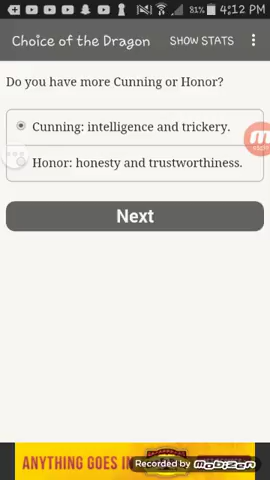 81% 4:12 PM
Choice of the Dragon SHOW STATS
Do you have more Cunning or Honor?
Cunning: intelligence and trickery.
Honor: honesty and trustworthiness.
Next
ANYTHING GOES IN
Recorded by mobizen